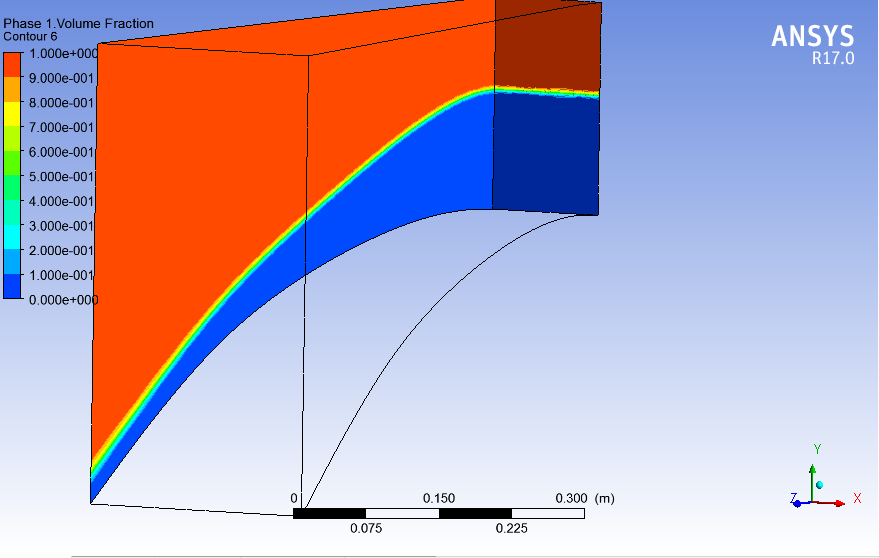 Phase 1.Volume Fraction
Contour 6
1.000e+000
9.000e-001
8.000e-001
7.000e-001
6.000e-001
5.000e-001
4.000e-001
3.000e-001
2.000e-001
1.000e-001
0.000e+000
ANSYS
R17.0
0 0.150 0.300 (m)
0.075 0.225
Y
Z X